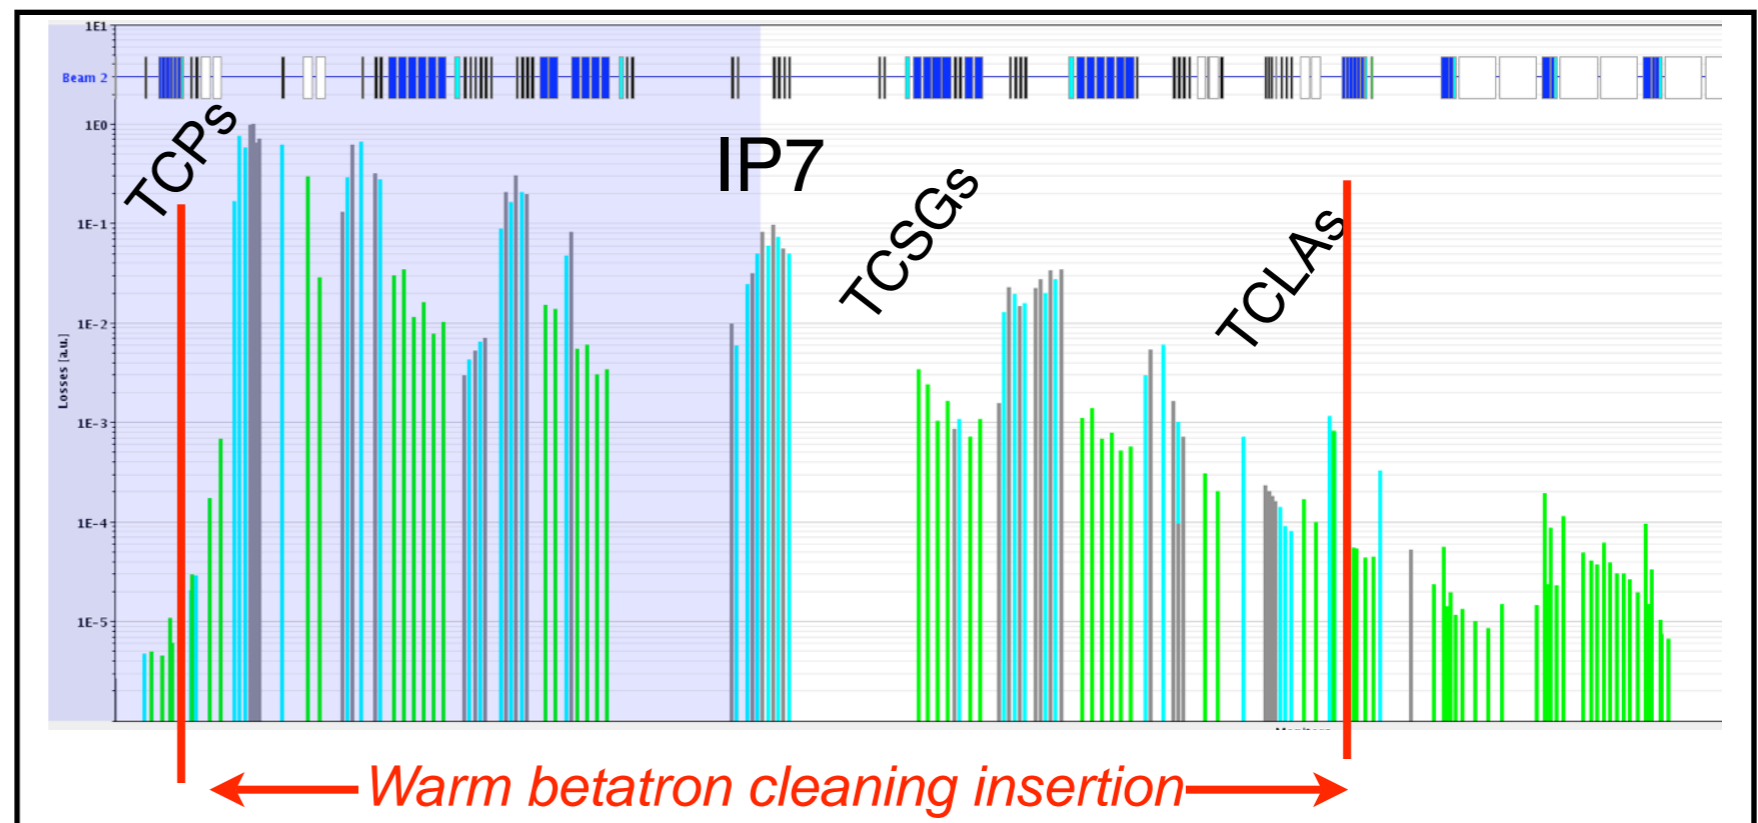 1E1
Beam 2
1E0
TCPs
IP7
1E-1
TCSGs
TCLAs
1E-2
Losses [a.u.]
1E-3
1E-4
1E-5
Warm betatron cleaning insertion